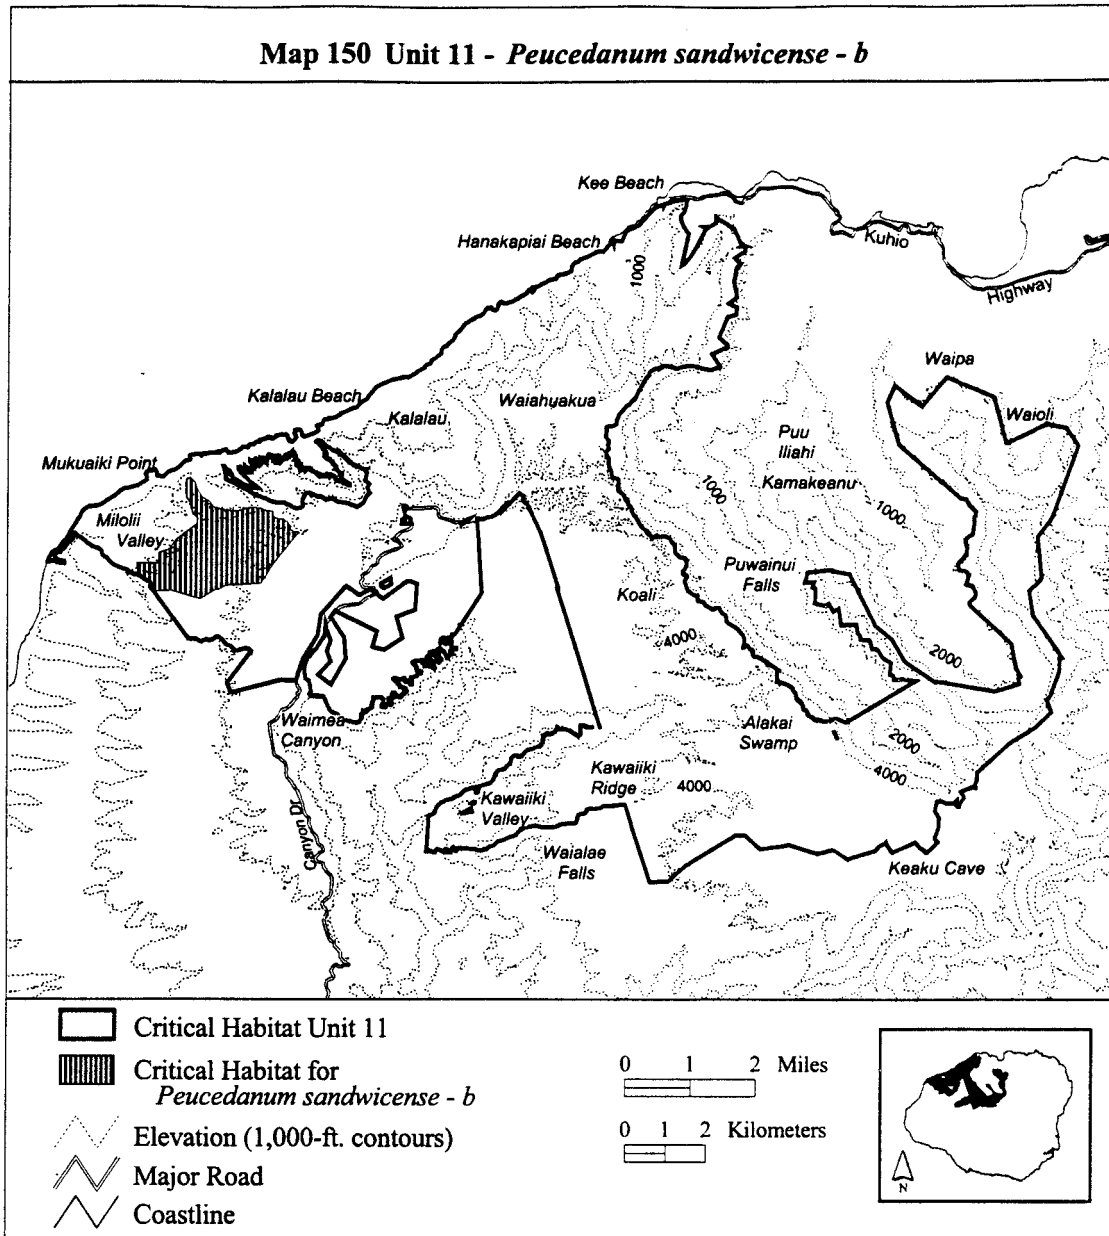 Map 150 Unit 11 - Peucedanum sandwicense - b
Kee Beach
Hanakapiai Beach
Kuhio
Highway
1000
Waipa
Kalalau Beach
Kalalau
Waiahuakua
Waioli
Puu
Iliahi
Mukuaiki Point
Kamakeanu
1000
1000
Milolii
Valley
Puwainui
Falls
Koali
4000
2000
Waimea
Canyon
Alakai
Swamp
2000
4000
Kawaiiki
Ridge
4000
Kawaiiki
Valley
Canyon Dr
Waialae
Falls
Keaku Cave
Critical Habitat Unit 11
Critical Habitat for
Peucedanum sandwicense - b
Elevation (1,000-ft. contours)
Major Road
Coastline
0 1 2 Miles
0 1 2 Kilometers
N